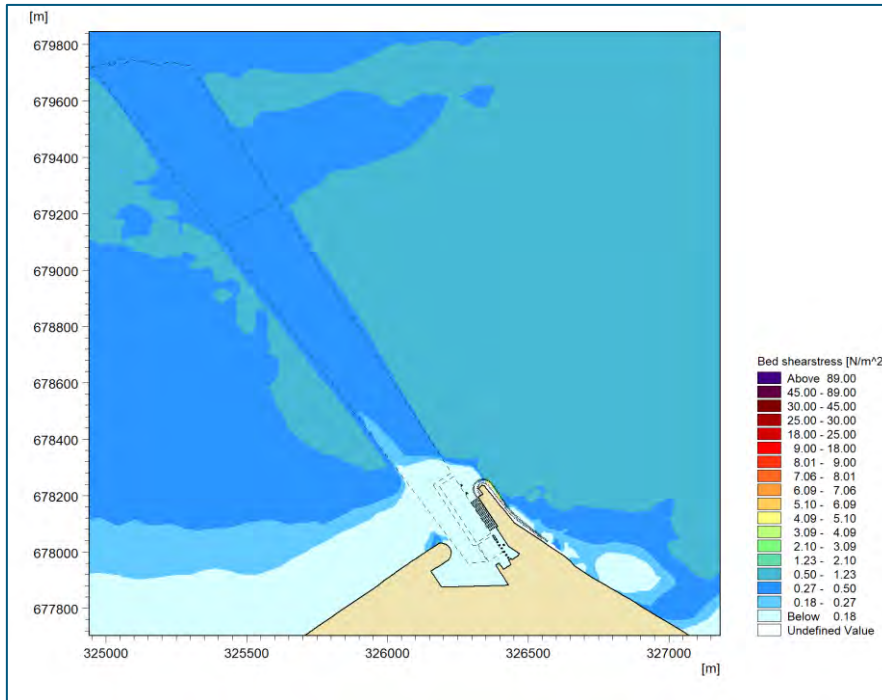 [m]
679800
679600
679400
679200
679000
678800
678600
678400
678200
678000
677800
325000 325500 326000 326500 327000
[m]
Bed shearstress [N/m^2
Above 89.00
45.00 - 89.00
30.00 - 45.00
25.00 - 30.00
18.00 - 25.00
9.00 - 18.00
8.01 - 9.00
7.06 - 8.01
6.09 - 7.06
5.10 - 6.09
4.09 - 5.10
3.09 - 4.09
2.10 - 3.09
1.23 - 2.10
0.50 - 1.23
0.27 - 0.50
0.18 - 0.27
Below 0.18
Undefined Value